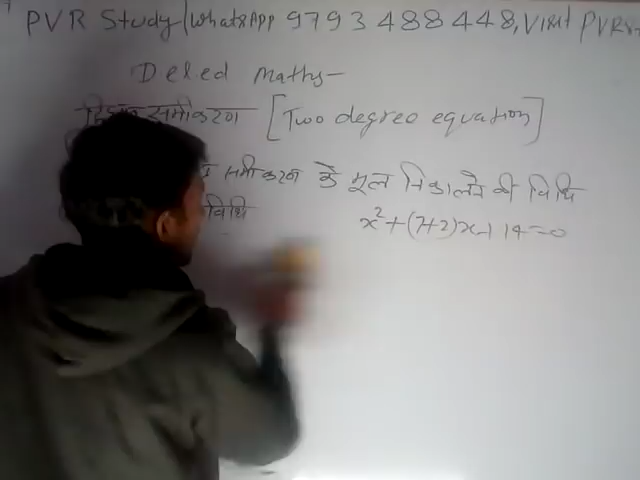 PVR Study/WhatsApp 9793488448, Visit PVRS
Deled Maths-
समीकरण [Two degree equation]
समीकरण के मूल निकालने की विधि
विधि
x²+(7+2)x+14=0